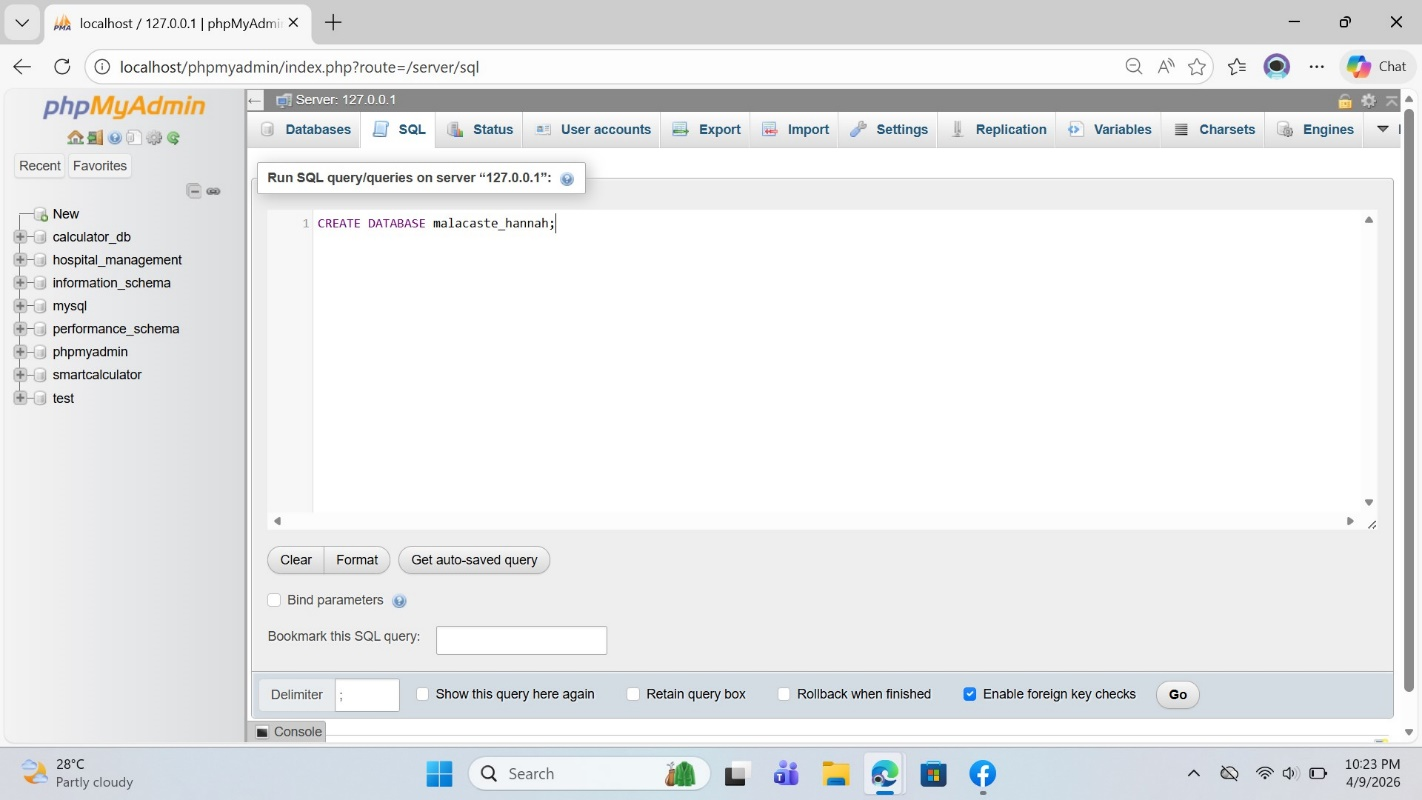 localhost / 127.0.0.1 | phpMyAdmi
localhost/phpmyadmin/index.php?route=/server/sql
Chat
phpMyAdmin
Recent
Favorites
New
calculator_db
hospital_management
information_schema
mysql
performance_schema
phpmyadmin
smartcalculator
test
Server: 127.0.0.1
Databases
SQL
Status
User accounts
Export
Import
Settings
Replication
Variables
Charsets
Engines
Run SQL query/queries on server “127.0.0.1”:
1 CREATE DATABASE malacaste_hannah;
Clear
Format
Get auto-saved query
Bind parameters
Bookmark this SQL query:
Delimiter
;
Show this query here again
Retain query box
Rollback when finished
Enable foreign key checks
Go
Console
28°C
Partly cloudy
Search
10:23 PM
4/9/2026